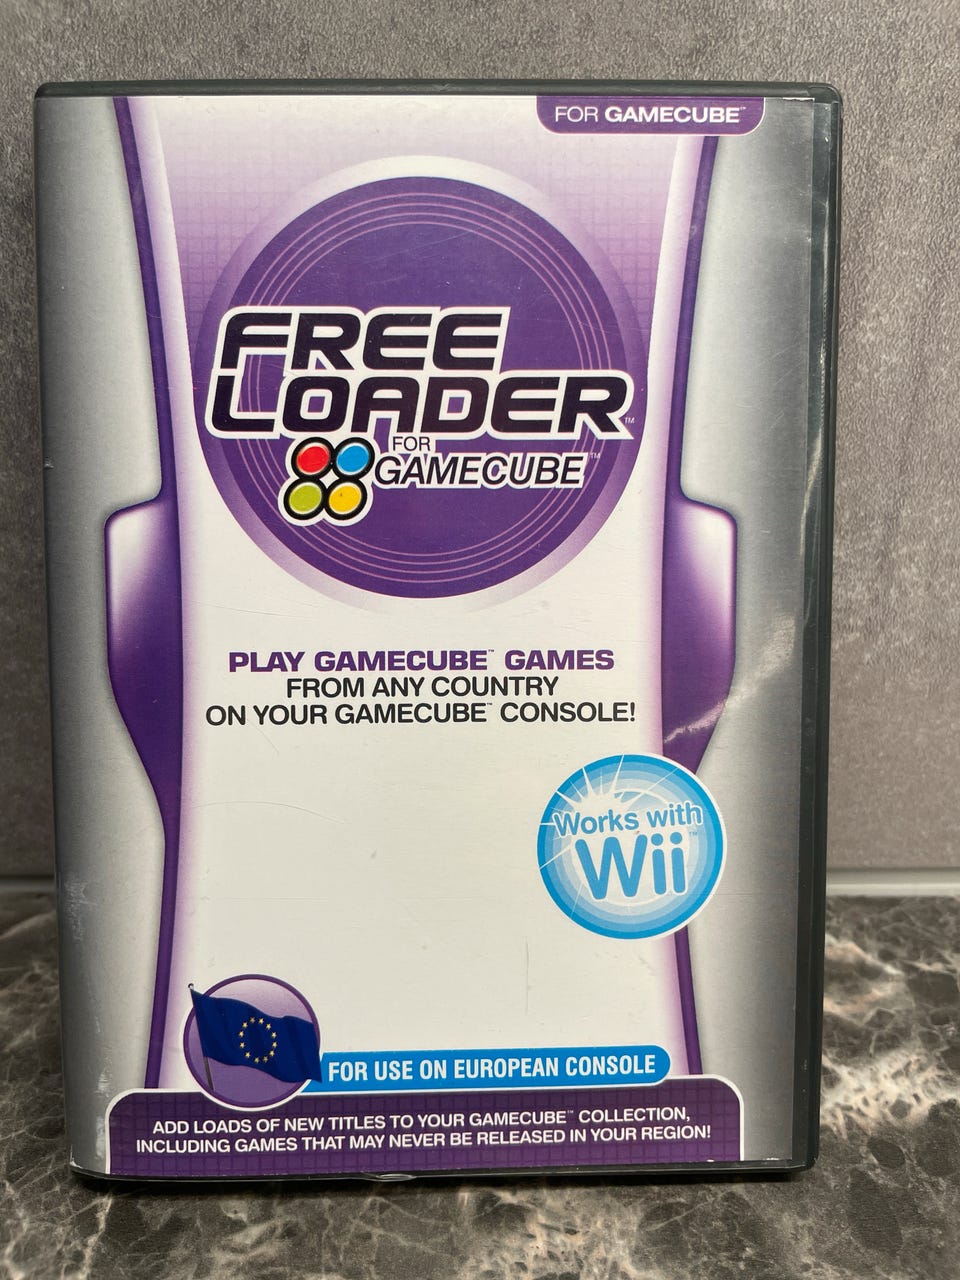 FOR GAMECUBE™
FREE
LOADER™
FOR
GAMECUBE™
PLAY GAMECUBE™ GAMES
FROM ANY COUNTRY
ON YOUR GAMECUBE™ CONSOLE!
Works with
Wii™
FOR USE ON EUROPEAN CONSOLE
ADD LOADS OF NEW TITLES TO YOUR GAMECUBE™ COLLECTION,
INCLUDING GAMES THAT MAY NEVER BE RELEASED IN YOUR REGION!